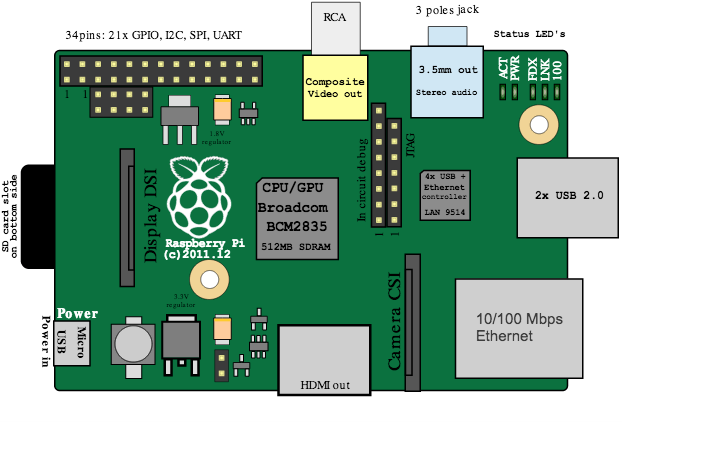 RCA
3 poles jack
34pins: 21x GPIO, I2C, SPI, UART
Status LED's
ACT
PWR
FDX
LNK
100
Composite
Video out
3.5mm out
Stereo audio
1
1
1.8V
regulator
In circuit debug
JTAG
1
1
SD card slot
on bottom side
Display DSI
CPU/GPU
Broadcom
BCM2835
512MB SDRAM
4x USB +
Ethernet
controller
LAN 9514
2x USB 2.0
Raspberry Pi
(c)2011.12
3.3V
regulator
Power
Micro
USB
Power in
Camera CSI
10/100 Mbps
Ethernet
HDMI out